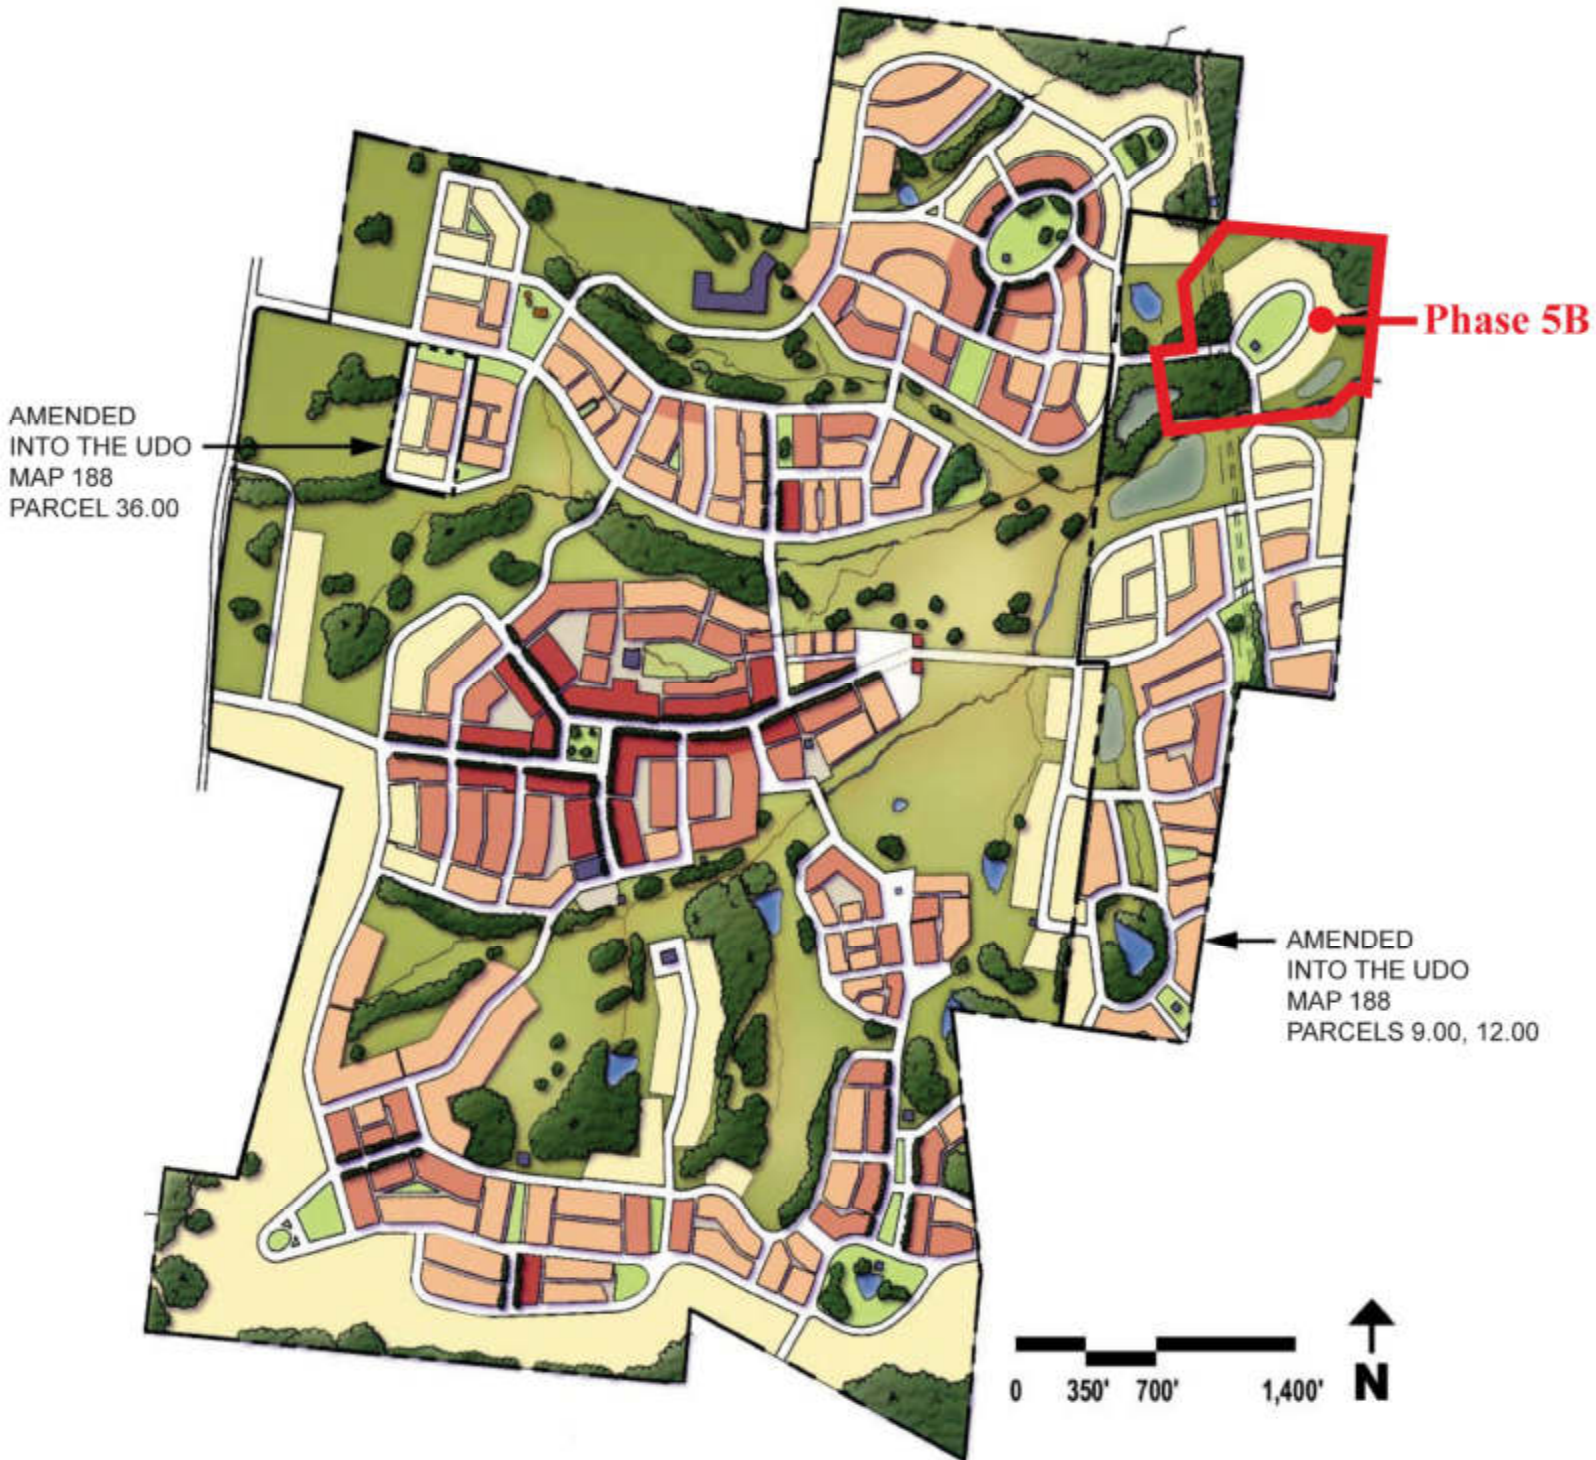 Phase 5B
AMENDED
INTO THE UDO
MAP 188
PARCEL 36.00
AMENDED
INTO THE UDO
MAP 188
PARCELS 9.00, 12.00
0 350' 700' 1,400' N